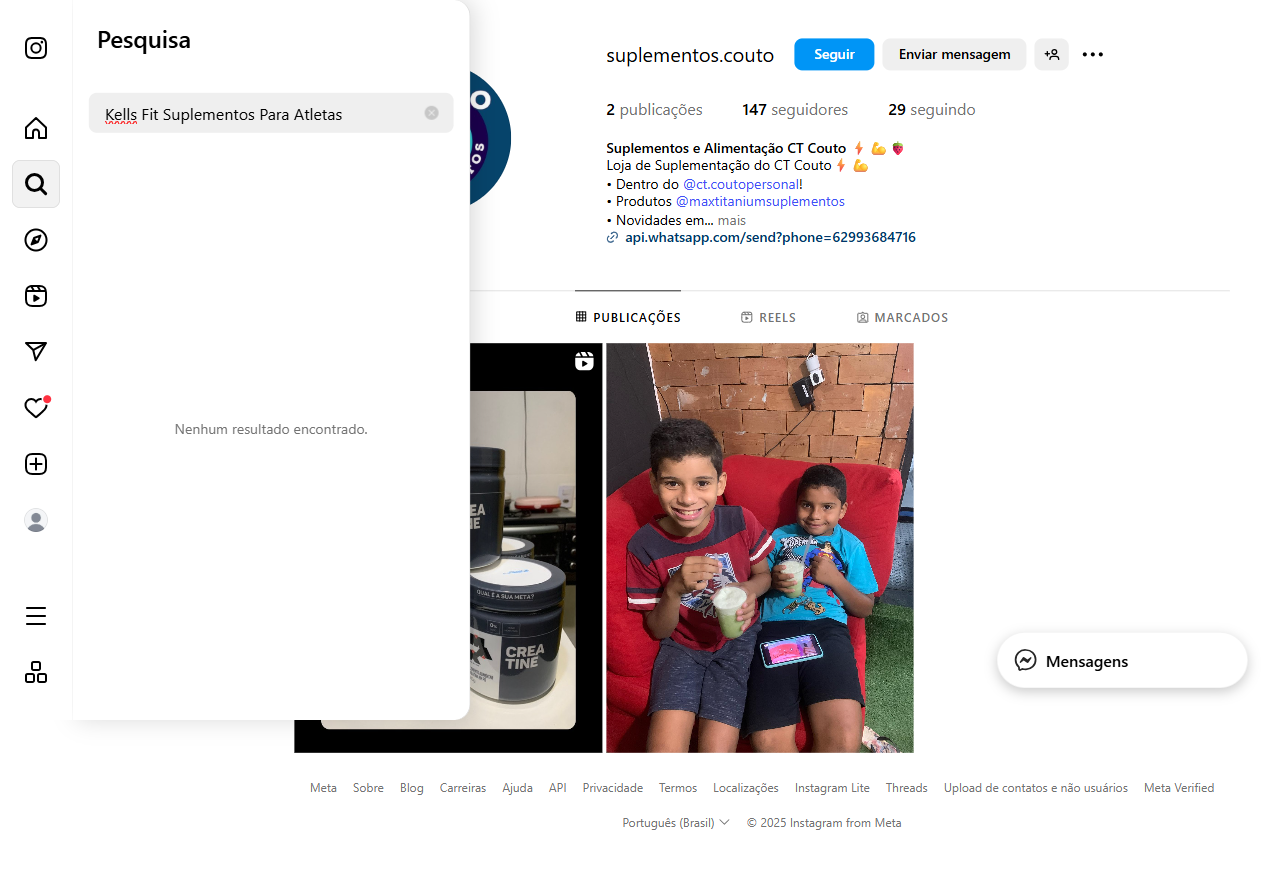 Pesquisa
Kells Fit Suplementos Para Atletas
Nenhum resultado encontrado.
suplementos.couto
Seguir
Enviar mensagem
2 publicações
147 seguidores
29 seguindo
Suplementos e Alimentação CT Couto ⚡💪🍓
Loja de Suplementação do CT Couto⚡💪
• Dentro do @ct.coutopersonal!
• Produtos @maxtitaniumsuplementos
• Novidades em... mais
api.whatsapp.com/send?phone=62993684716
PUBLICAÇÕES
REELS
MARCADOS
QUAL É A SUA META?
CREA
TINE
Mensagens
Meta
Sobre
Blog
Carreiras
Ajuda
API
Privacidade
Termos
Localizações
Instagram Lite
Threads
Upload de contatos e não usuários
Meta Verified
Português (Brasil)
© 2025 Instagram from Meta